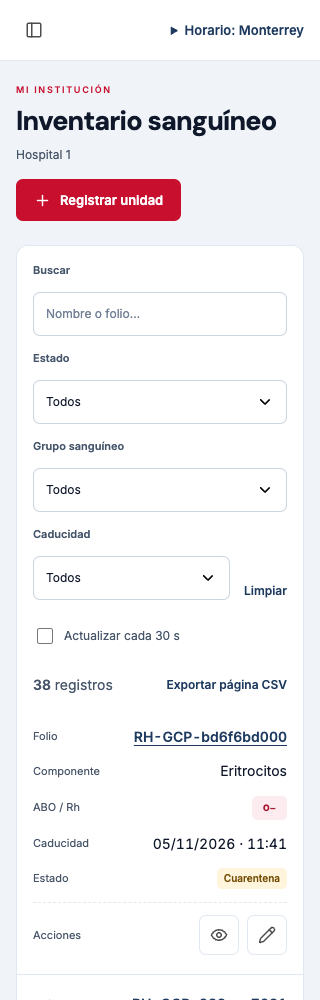 Horario: Monterrey
MI INSTITUCIÓN
Inventario sanguíneo
Hospital 1
Registrar unidad
Buscar
Nombre o folio...
Estado
Todos
Grupo sanguíneo
Todos
Caducidad
Todos
Limpiar
Actualizar cada 30 s
38 registros Exportar página CSV
Folio RH-GCP-bd6f6bd000
Componente Eritrocitos
ABO / Rh O−
Caducidad 05/11/2026 · 11:41
Estado Cuarentena
Acciones